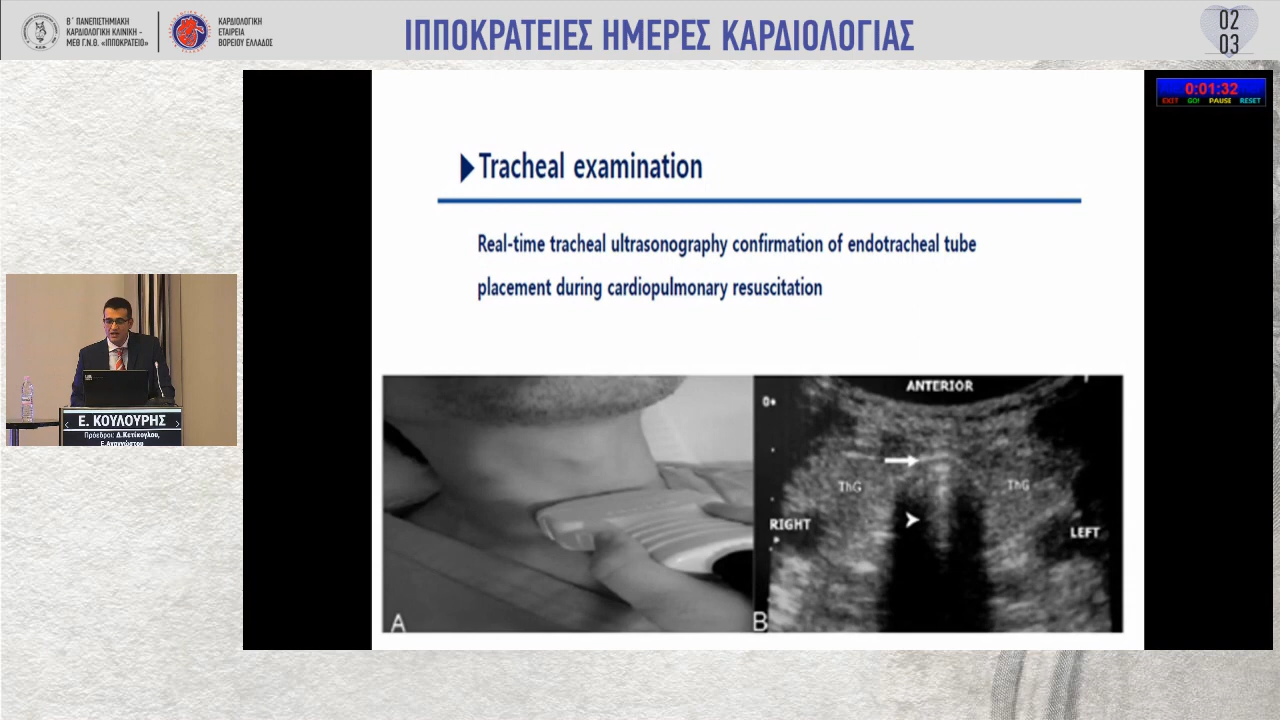 Β΄ ΠΑΝΕΠΙΣΤΗΜΙΑΚΗ
ΚΑΡΔΙΟΛΟΓΙΚΗ ΚΛΙΝΙΚΗ -
ΜΕΘ Γ.Ν.Θ. «ΙΠΠΟΚΡΑΤΕΙΟ»
ΚΑΡΔΙΟΛΟΓΙΚΗ
ΕΤΑΙΡΕΙΑ
ΒΟΡΕΙΟΥ ΕΛΛΑΔΟΣ
ΙΠΠΟΚΡΑΤΕΙΕΣ ΗΜΕΡΕΣ ΚΑΡΔΙΟΛΟΓΙΑΣ
02
03
0:01:32
EXIT GO! PAUSE RESET
Tracheal examination
Real-time tracheal ultrasonography confirmation of endotracheal tube
placement during cardiopulmonary resuscitation
ANTERIOR
ThG
ThG
RIGHT
LEFT
A
B
Ε. ΚΟΥΛΟΥΡΗΣ
Πρόεδροι: Δ.Κετίκογλου,
Ε.Αναγνώστου